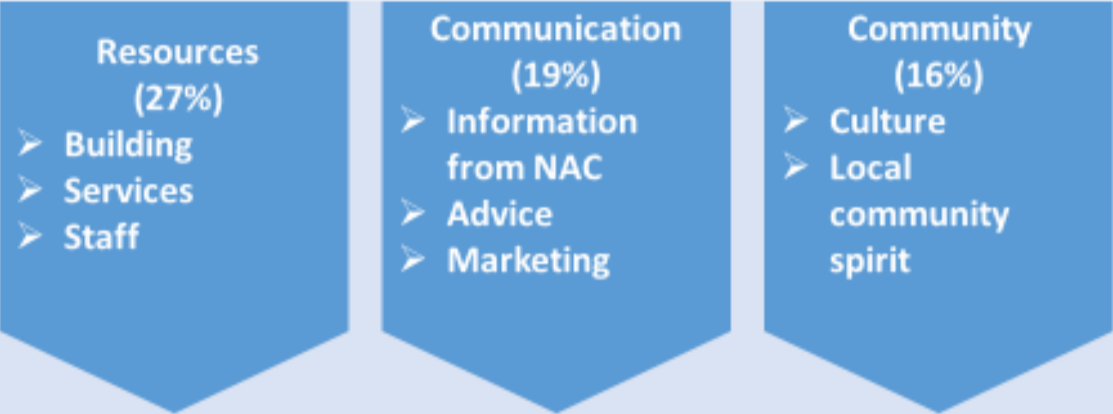 Resources
(27%)
➢ Building
➢ Services
➢ Staff
Communication
(19%)
➢ Information
from NAC
➢ Advice
➢ Marketing
Community
(16%)
➢ Culture
➢ Local
community
spirit